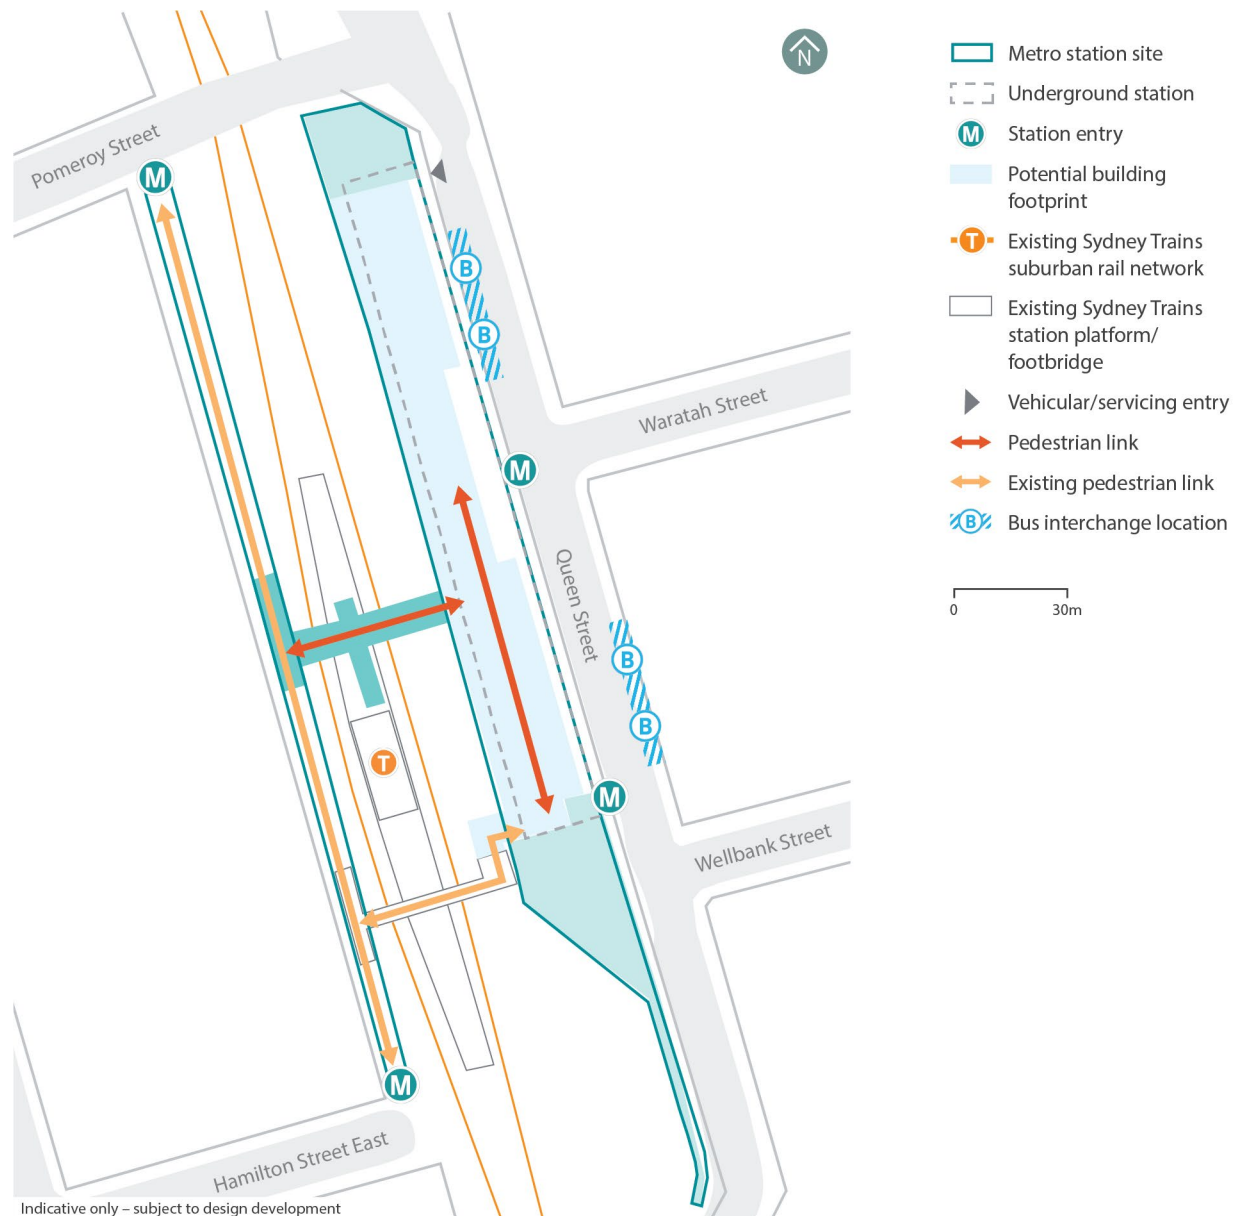 N
Pomeroy Street
M
B
B
Waratah Street
M
Queen Street
B
T
B
M
Wellbank Street
M
Hamilton Street East
Indicative only – subject to design development
Metro station site
Underground station
M Station entry
Potential building
footprint
T Existing Sydney Trains
suburban rail network
Existing Sydney Trains
station platform/
footbridge
Vehicular/servicing entry
Pedestrian link
Existing pedestrian link
B Bus interchange location
0 30m